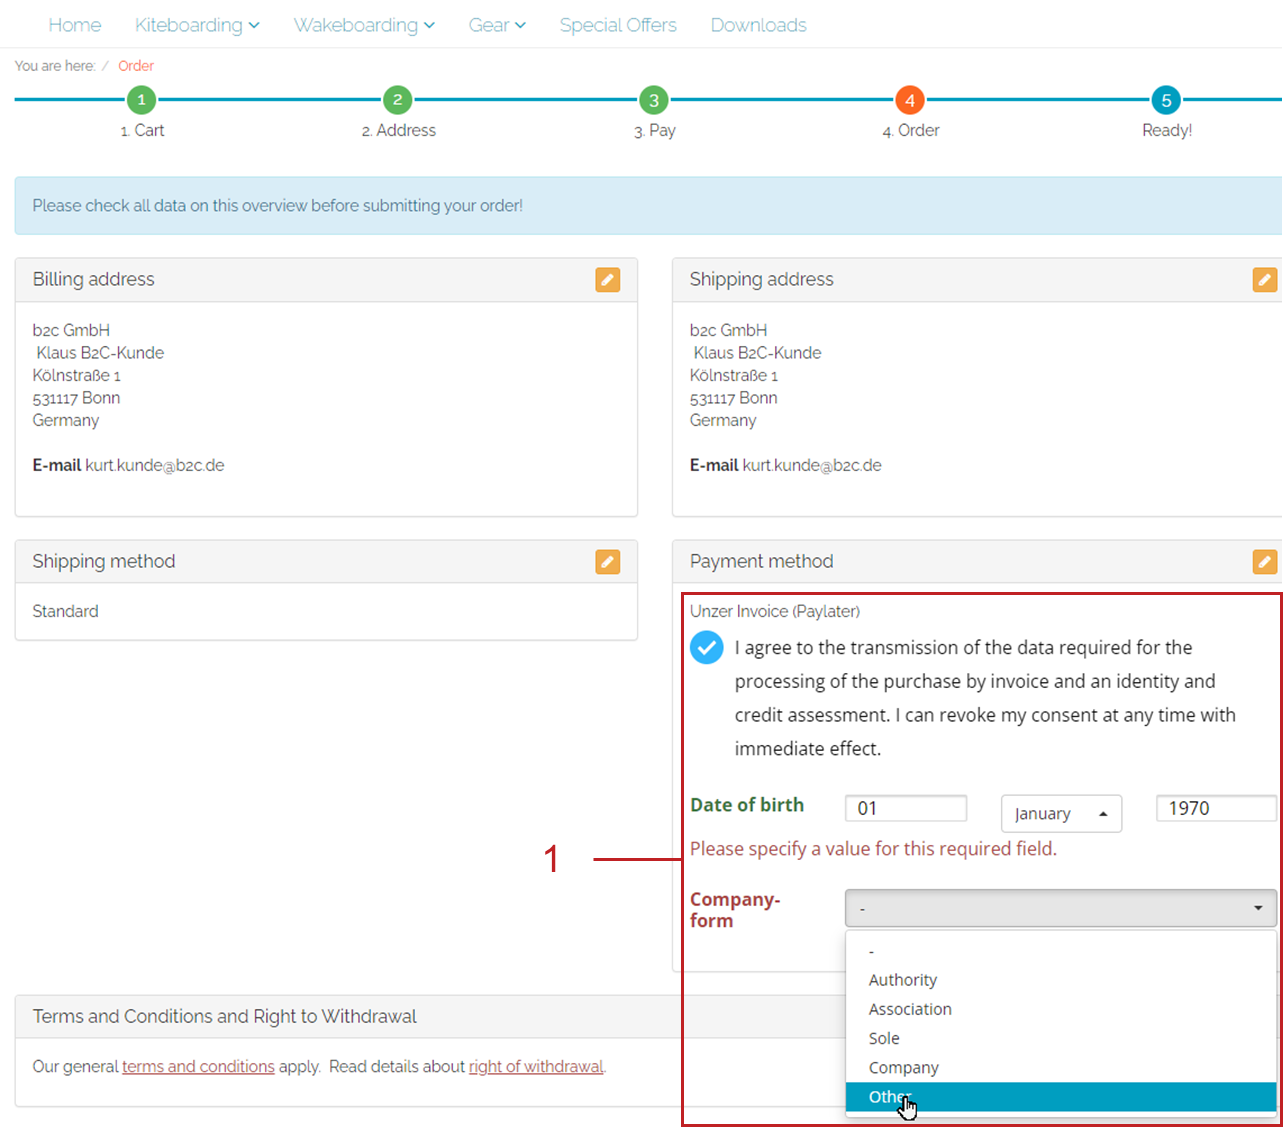 Home Kiteboarding Wakeboarding Gear Special Offers Downloads
You are here: / Order
1 2 3 4 5
1. Cart 2. Address 3. Pay 4. Order Ready!
Please check all data on this overview before submitting your order!
Billing address
b2c GmbH
Klaus B2C-Kunde
Kölnstraße 1
531117 Bonn
Germany
E-mail kurt.kunde@b2c.de
Shipping address
b2c GmbH
Klaus B2C-Kunde
Kölnstraße 1
531117 Bonn
Germany
E-mail kurt.kunde@b2c.de
Shipping method
Standard
Payment method
Unzer Invoice (Paylater)
I agree to the transmission of the data required for the
processing of the purchase by invoice and an identity and
credit assessment. I can revoke my consent at any time with
immediate effect.
Date of birth 01 January 1970
Please specify a value for this required field.
1
Company-
form
-
-
Authority
Association
Sole
Company
Other
Terms and Conditions and Right to Withdrawal
Our general terms and conditions apply. Read details about right of withdrawal.